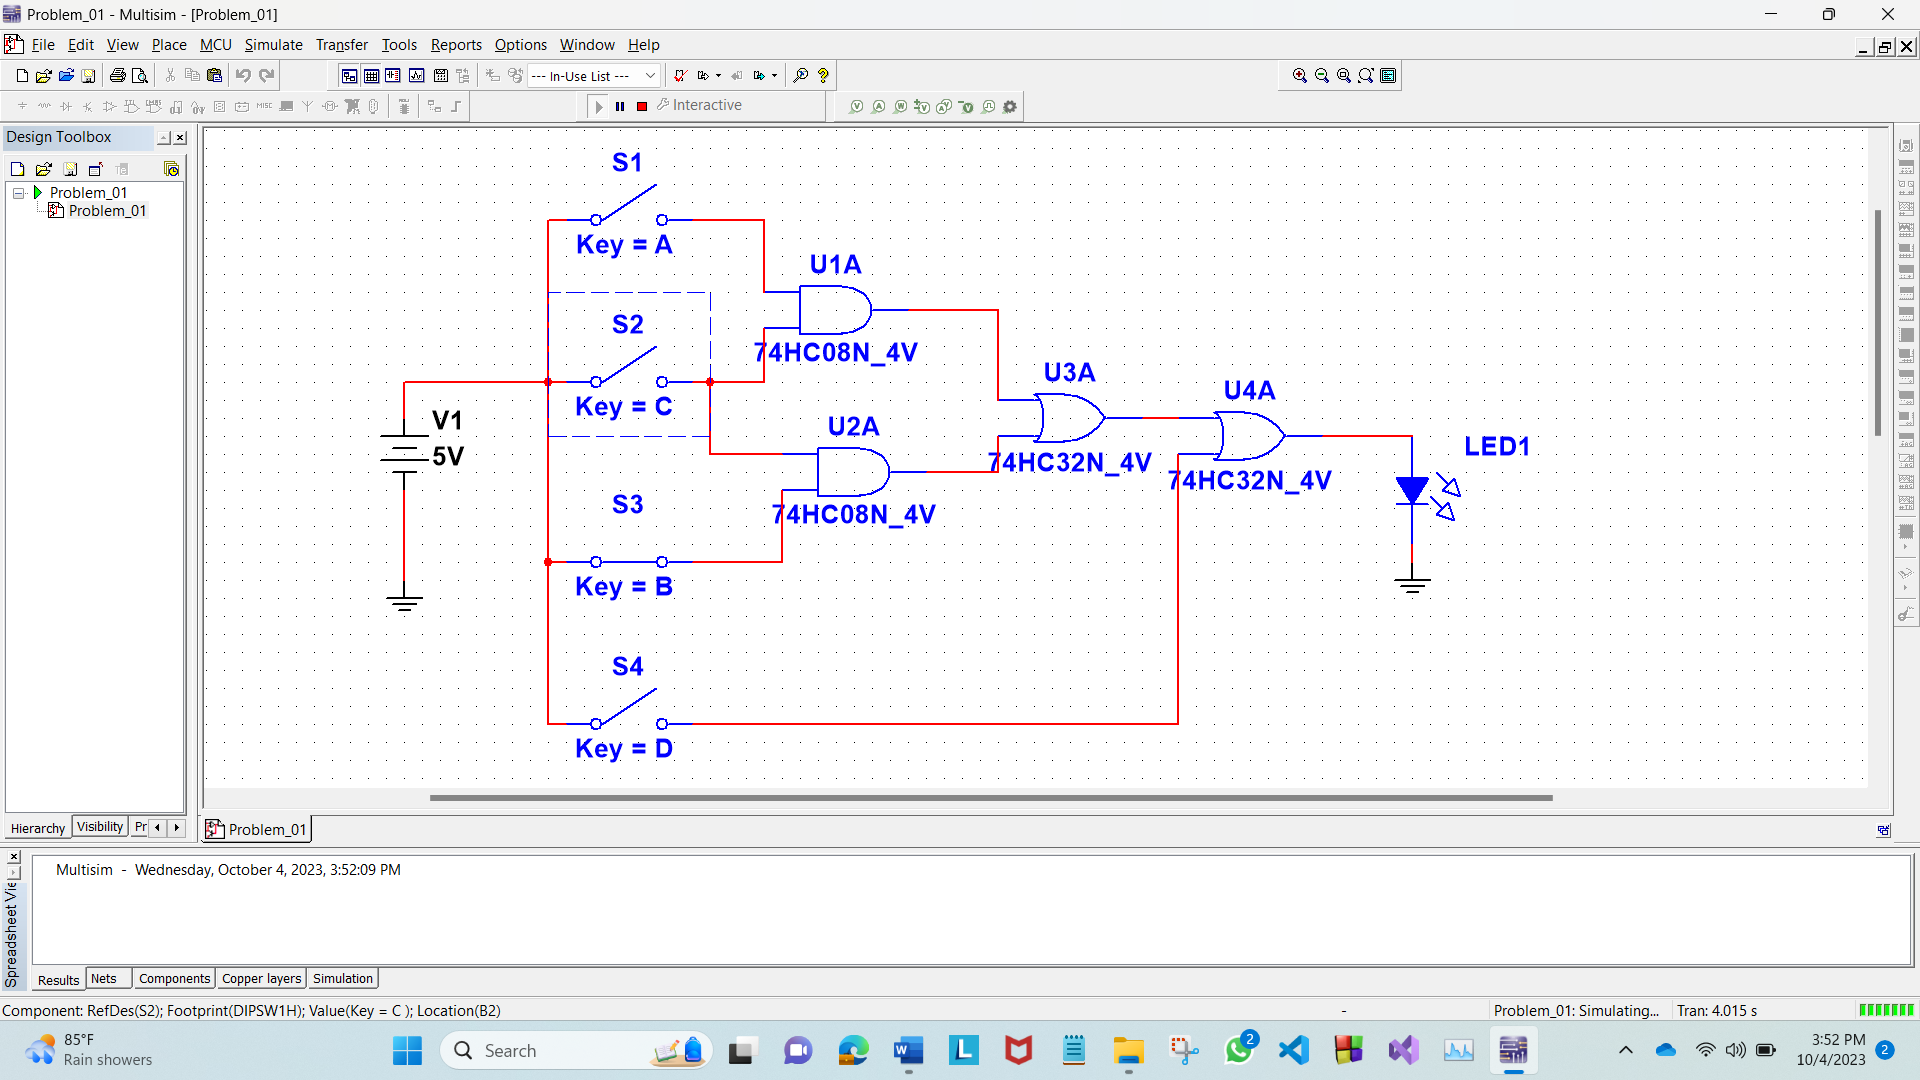 Problem_01 - Multisim - [Problem_01]
File Edit View Place MCU Simulate Transfer Tools Reports Options Window Help
--- In-Use List ---
Interactive
Design Toolbox
Problem_01
Problem_01
S1
Key = A
U1A
74HC08N_4V
S2
Key = C
U3A
74HC32N_4V
U4A
74HC32N_4V
V1
5V
U2A
74HC08N_4V
LED1
S3
Key = B
S4
Key = D
Hierarchy Visibility Pr
Problem_01
Multisim - Wednesday, October 4, 2023, 3:52:09 PM
Spreadsheet Vie
Results Nets Components Copper layers Simulation
Component: RefDes(S2); Footprint(DIPSW1H); Value(Key = C ); Location(B2)
-
Problem_01: Simulating... Tran: 4.015 s
85°F
Rain showers
Search
2
3:52 PM
10/4/2023
2